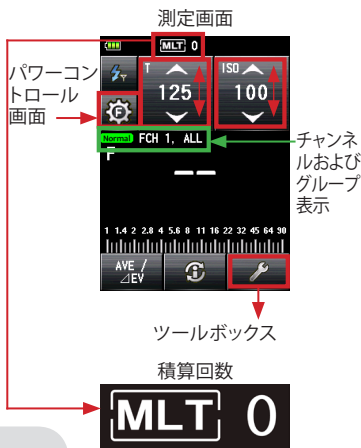 測定画面
MLT 0
パワーコン
トロール
画面
T
125
ISO
100
F
Normal FCH 1, ALL
F
--
チャンネ
ルおよび
グループ
表示
1 1.4 2 2.8 4 5.6 8 11 16 22 32 45 64 90
AVE /
⊿EV
ツールボックス
積算回数
MLT 0